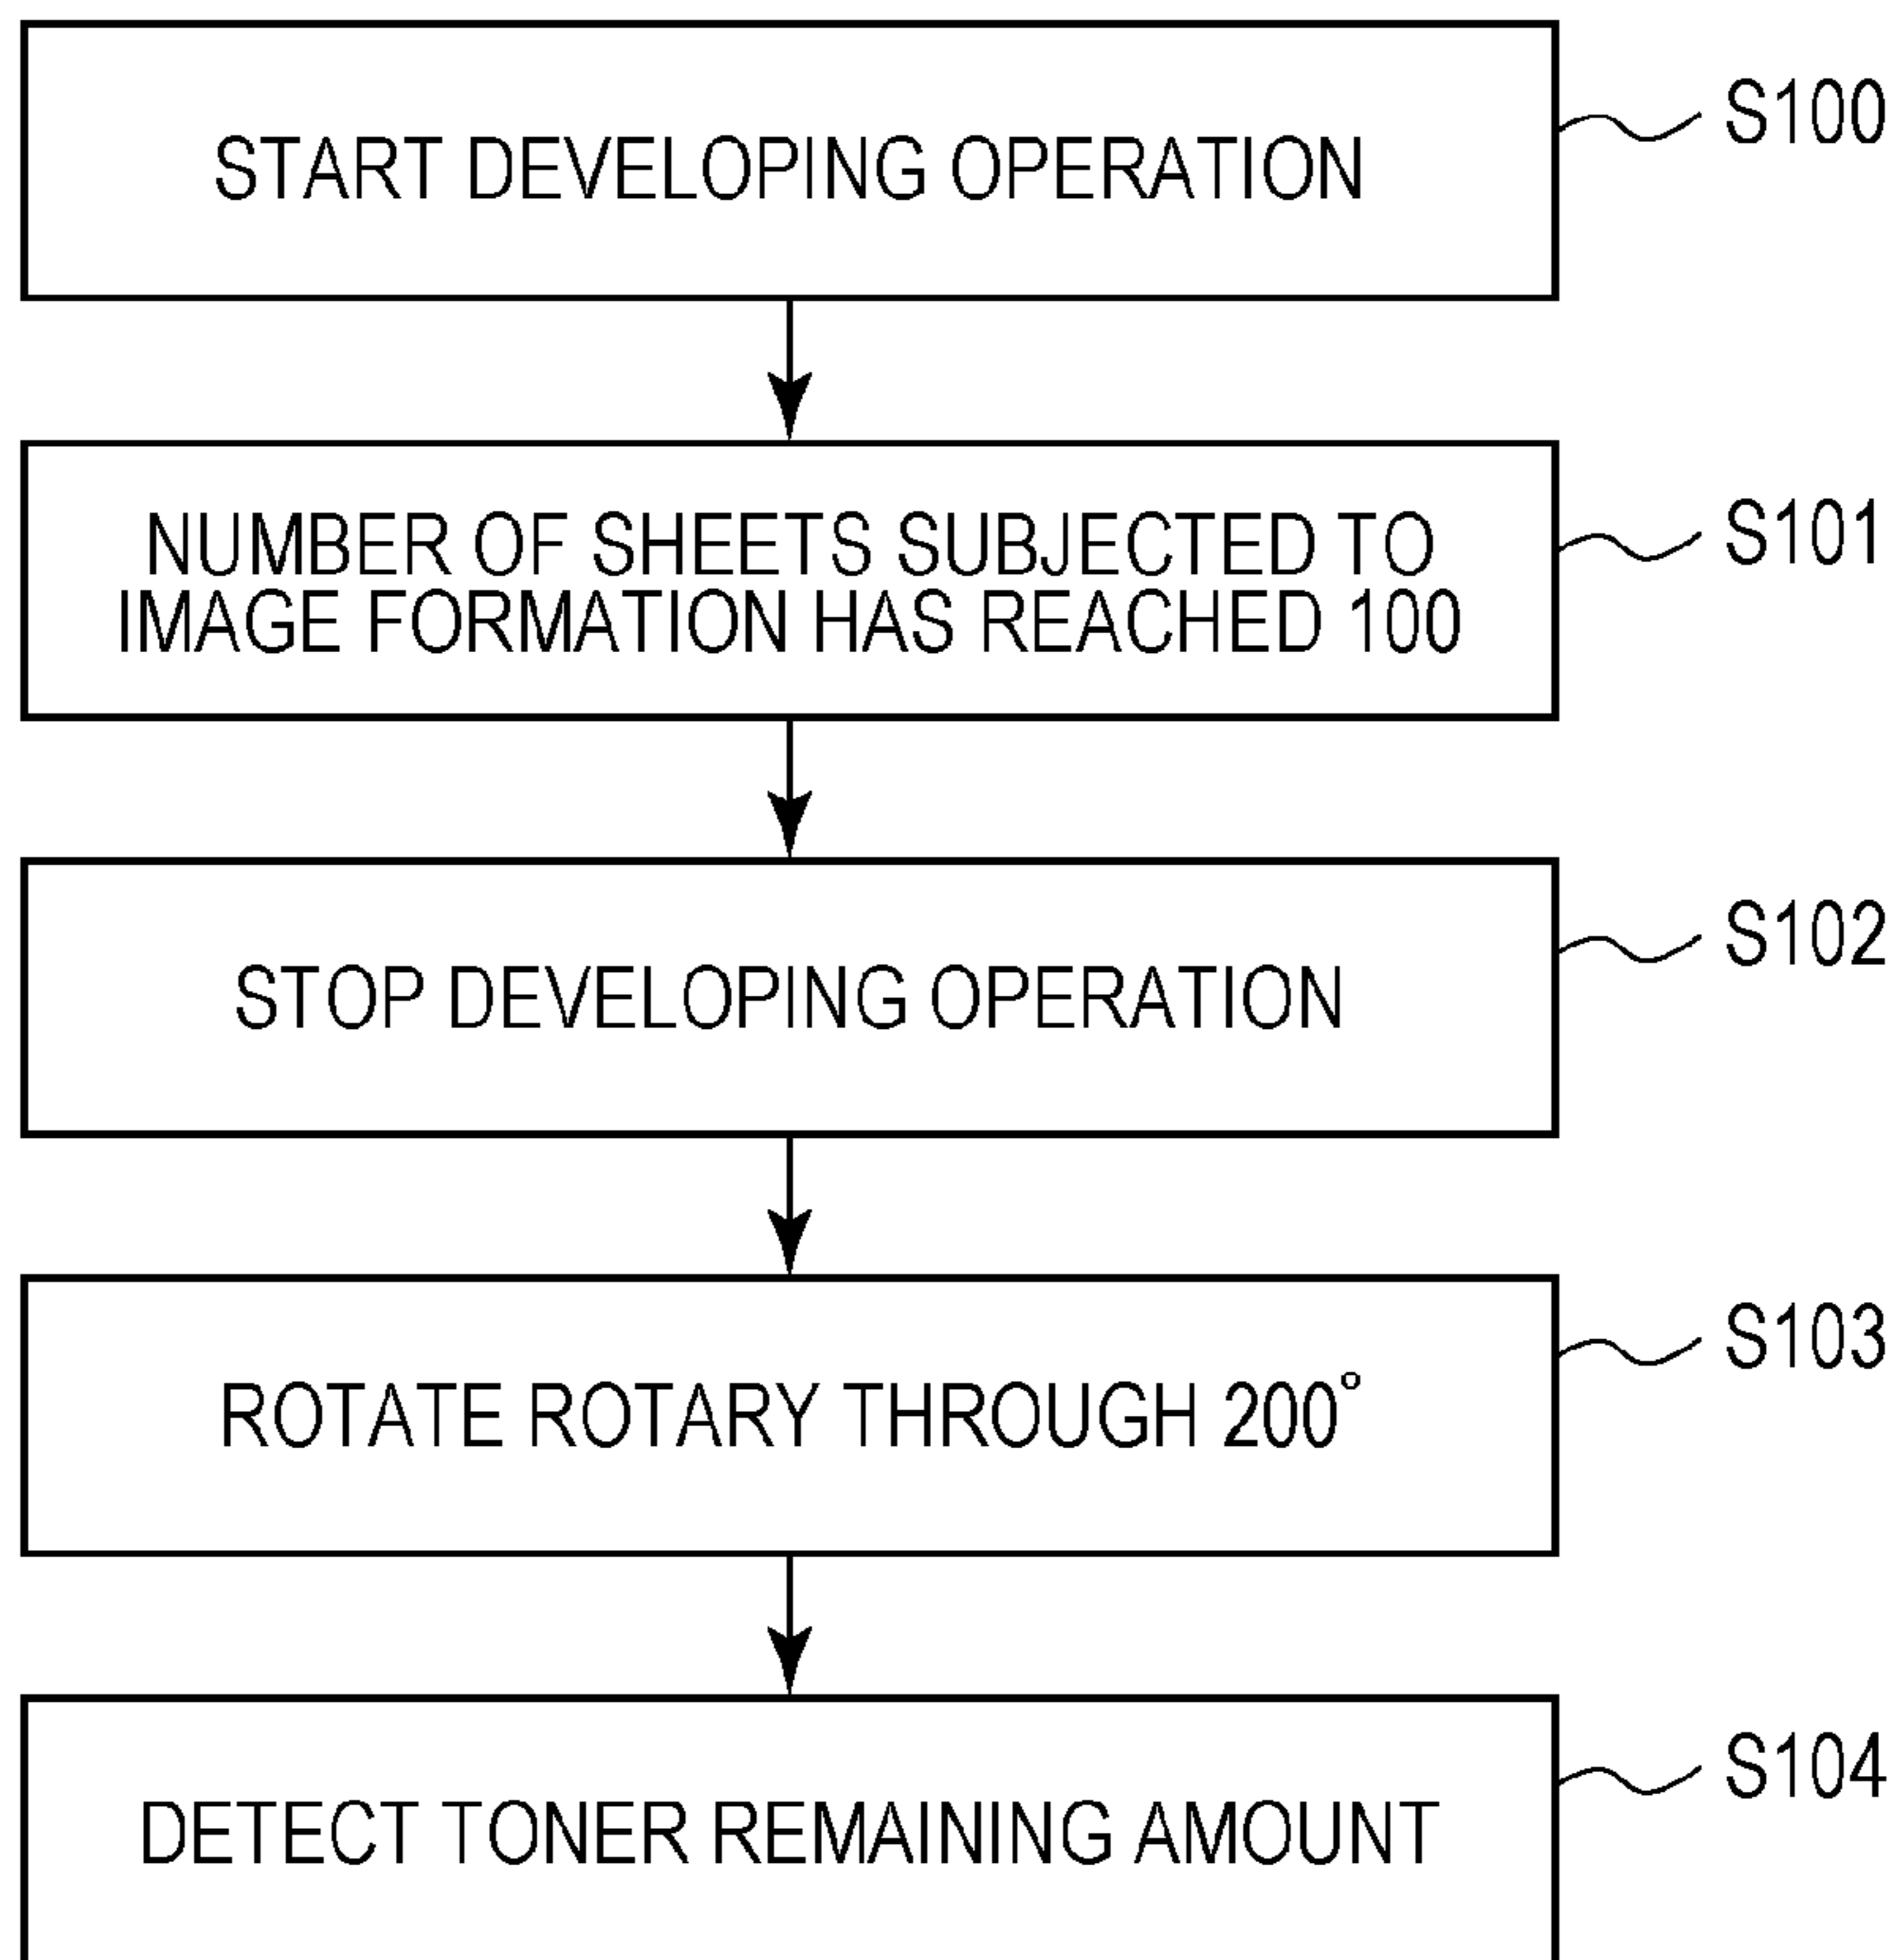 START DEVELOPING OPERATION
S100
NUMBER OF SHEETS SUBJECTED TO
IMAGE FORMATION HAS REACHED 100
S101
STOP DEVELOPING OPERATION
S102
ROTATE ROTARY THROUGH 200°
S103
DETECT TONER REMAINING AMOUNT
S104